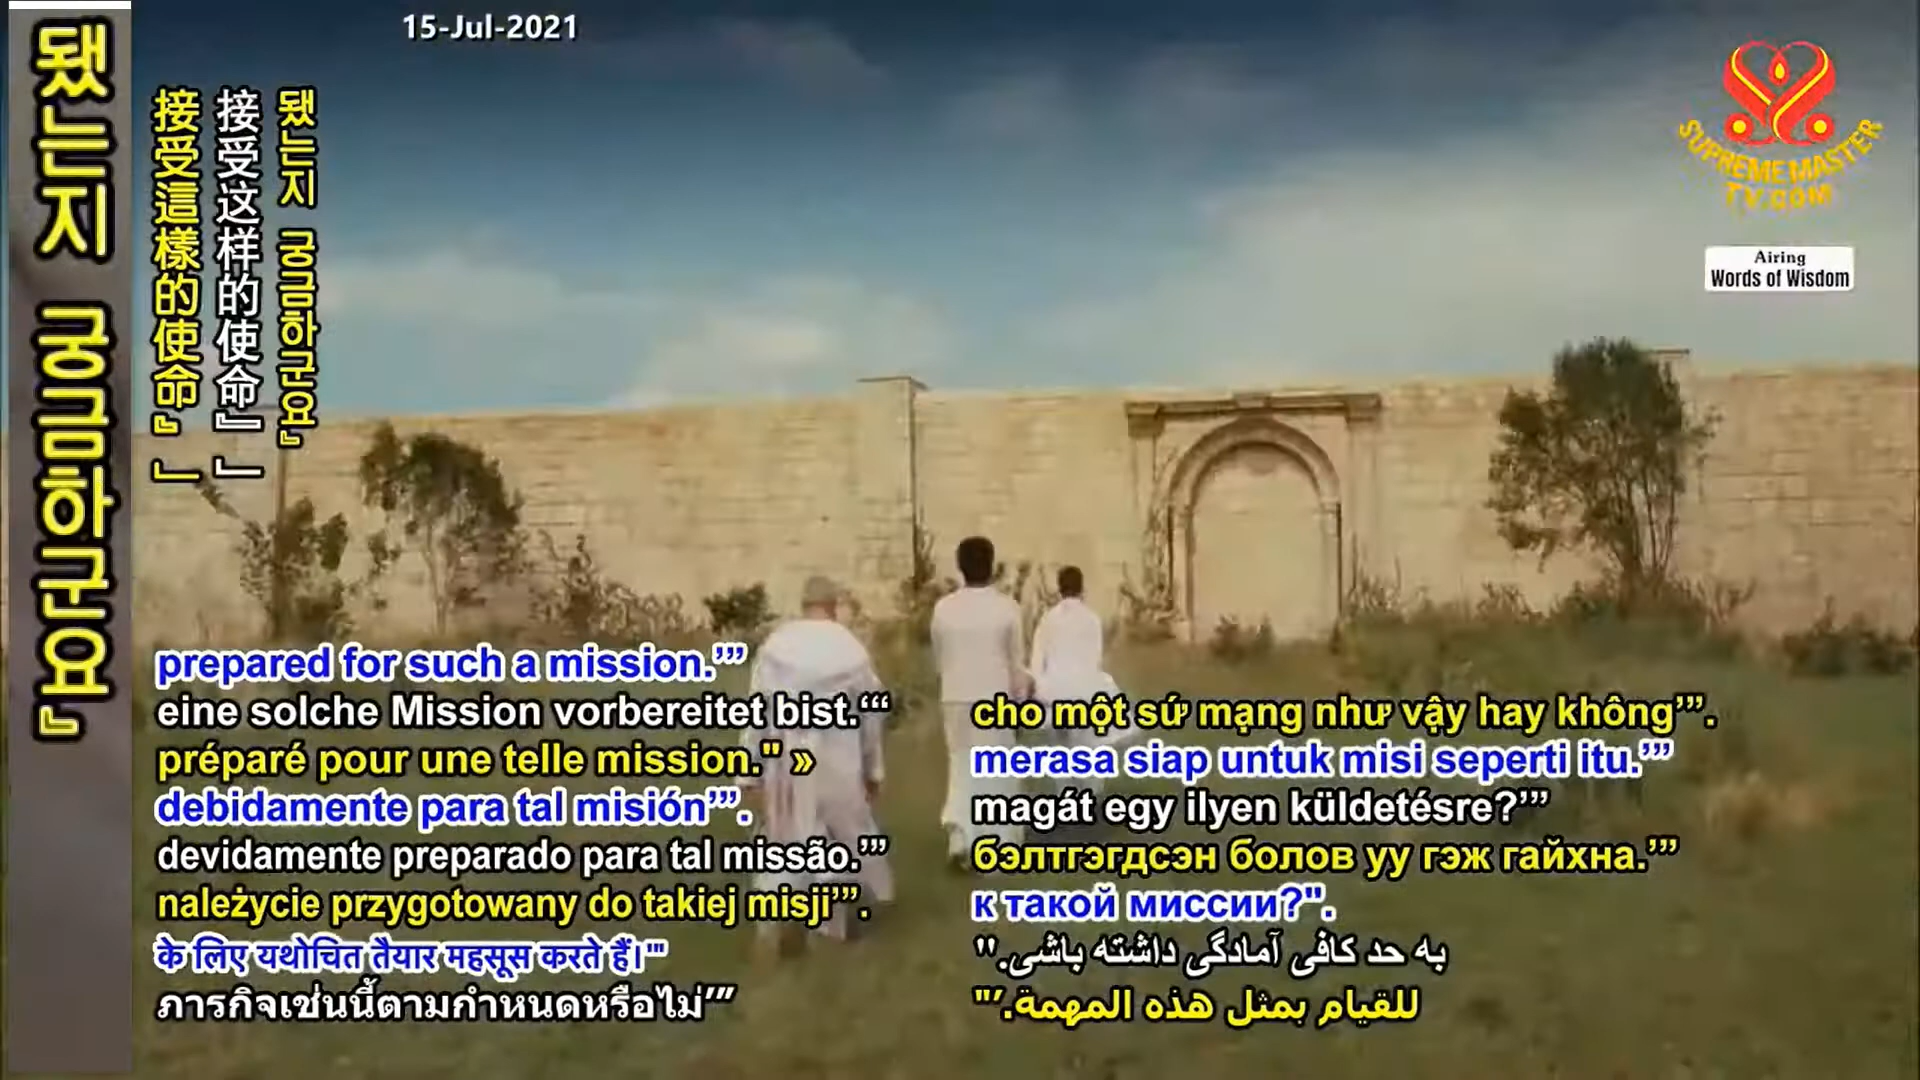 15-Jul-2021
됐는지 궁금하군요』
接受這樣的使命』」
接受这样的使命』」
됐는지 궁금하군요』
SUPREME MASTER
TV.COM
Airing
Words of Wisdom
prepared for such a mission.’”
eine solche Mission vorbereitet bist.‘“
préparé pour une telle mission." »
debidamente para tal misión’”.
devidamente preparado para tal missão.’”
należycie przygotowany do takiej misji’”.
के लिए यथोचित तैयार महसूस करते हैं।'"
ภารกิจเช่นนี้ตามกำหนดหรือไม่’”
cho một sứ mạng như vậy hay không’”.
merasa siap untuk misi seperti itu.’”
magát egy ilyen küldetésre?’”
бэлтгэгдсэн болов уу гэж гайхна.’”
к такой миссии?".
به حد کافی آمادگی داشته باشی."
للقيام بمثل هذه المهمة.’"